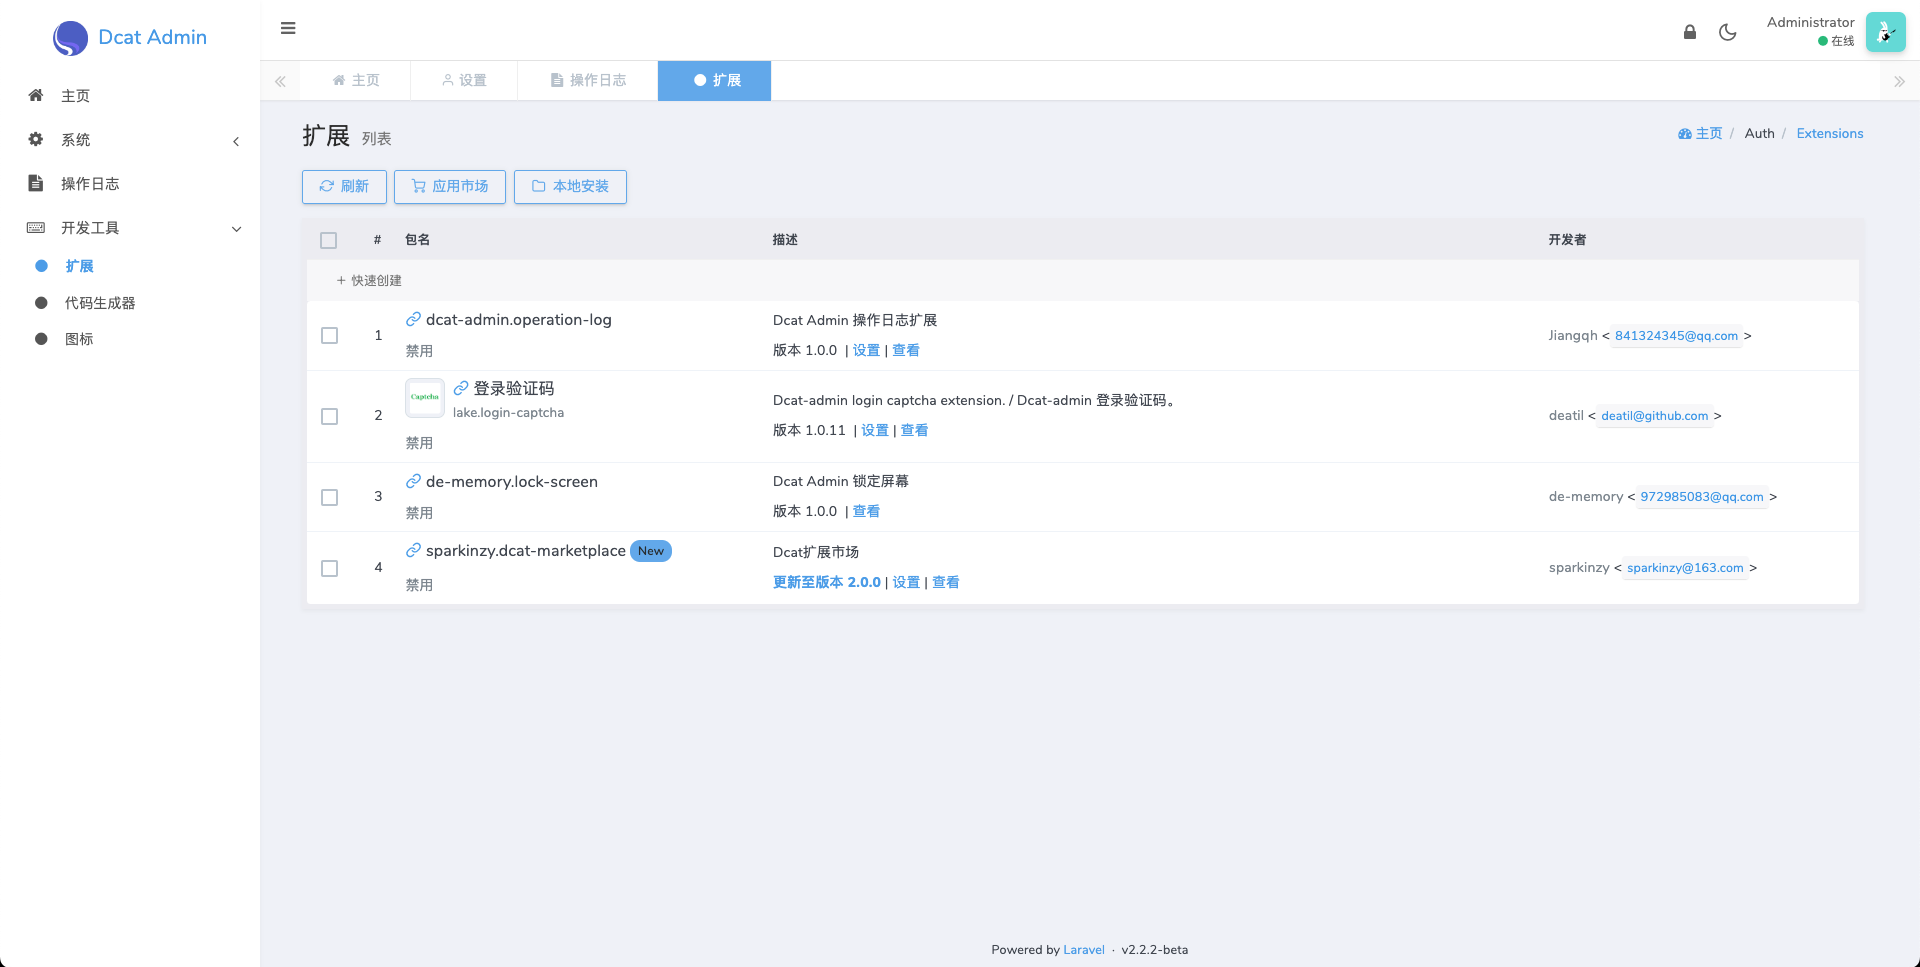 Dcat Admin
主页
系统
操作日志
开发工具
扩展
代码生成器
图标
Administrator
在线
主页
设置
操作日志
扩展
扩展 列表
主页 / Auth / Extensions
刷新
应用市场
本地安装
# 包名 描述 开发者
+ 快速创建
1
dcat-admin.operation-log
禁用
Dcat Admin 操作日志扩展
版本 1.0.0 | 设置 | 查看
Jiangqh < 841324345@qq.com >
2
Captcha
登录验证码
lake.login-captcha
禁用
Dcat-admin login captcha extension. / Dcat-admin 登录验证码。
版本 1.0.11 | 设置 | 查看
deatil < deatil@github.com >
3
de-memory.lock-screen
禁用
Dcat Admin 锁定屏幕
版本 1.0.0 | 查看
de-memory < 972985083@qq.com >
4
sparkinzy.dcat-marketplace New
禁用
Dcat扩展市场
更新至版本 2.0.0 | 设置 | 查看
sparkinzy < sparkinzy@163.com >
Powered by Laravel · v2.2.2-beta